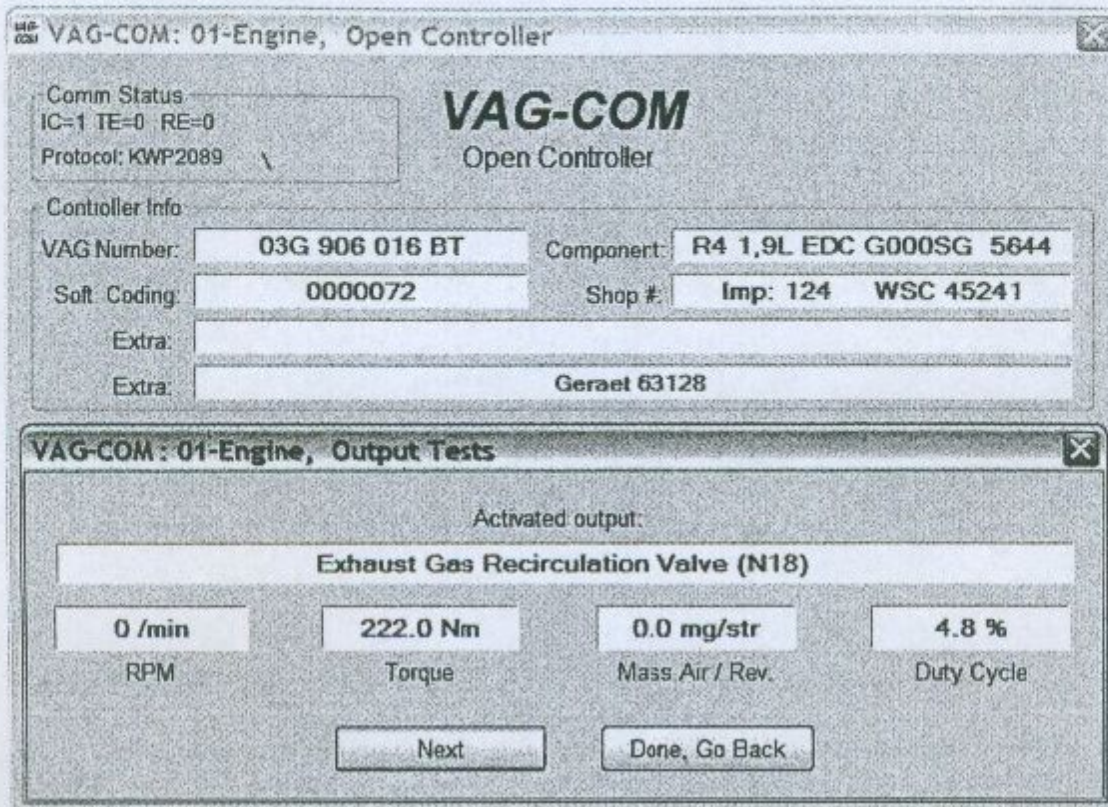 VAG-COM: 01-Engine, Open Controller
Comm Status
IC=1 TE=0 RE=0
Protocol: KWP2089
VAG-COM
Open Controller
Controller Info
VAG Number: 03G 906 016 BT Component: R4 1,9L EDC G000SG 5644
Soft. Coding: 0000072 Shop #: Imp: 124 WSC 45241
Extra:
Extra: Geraet 63128
VAG-COM: 01-Engine, Output Tests
Activated output:
Exhaust Gas Recirculation Valve (N18)
0 /min 222.0 Nm 0.0 mg/str 4.8 %
RPM Torque Mass Air / Rev. Duty Cycle
Next Done, Go Back